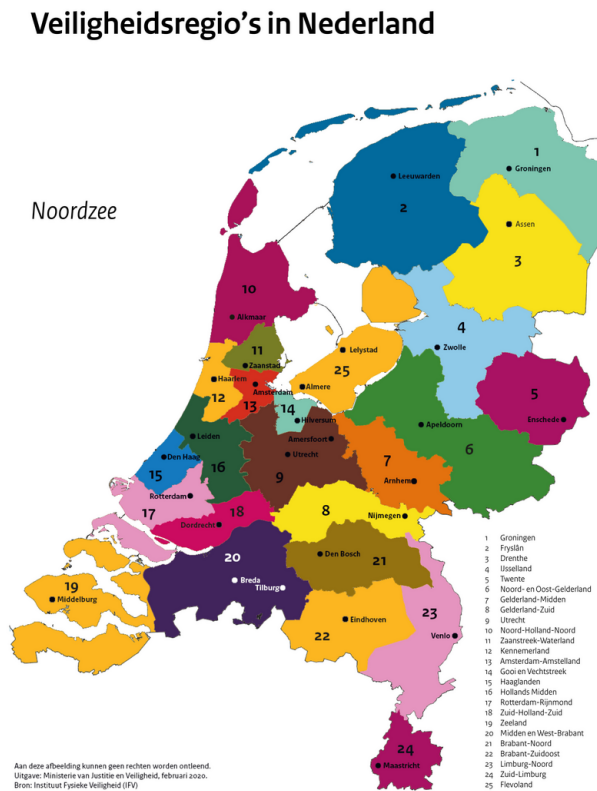 Veiligheidsregio's in Nederland
Noordzee
1
Groningen
Leeuwarden
2
Assen
3
10
Alkmaar
4
Zwolle
11
Zaanstad
Lelystad
25
Almere
Haarlem
12
Amsterdam
13
14
Hilversum
5
Enschede
Apeldoorn
6
Leiden
Amersfoort
Utrecht
Den Haag
15
16
9
7
Arnhem
Rotterdam
17
18
Dordrecht
8
Nijmegen
20
Den Bosch
21
Breda
Tilburg
19
Middelburg
Eindhoven
22
23
Venlo
24
Maastricht
1 Groningen
2 Fryslân
3 Drenthe
4 IJsselland
5 Twente
6 Noord- en Oost-Gelderland
7 Gelderland-Midden
8 Gelderland-Zuid
9 Utrecht
10 Noord-Holland-Noord
11 Zaanstreek-Waterland
12 Kennemerland
13 Amsterdam-Amstelland
14 Gooi en Vechtstreek
15 Haaglanden
16 Hollands Midden
17 Rotterdam-Rijnmond
18 Zuid-Holland-Zuid
19 Zeeland
20 Midden en West-Brabant
21 Brabant-Noord
22 Brabant-Zuidoost
23 Limburg-Noord
24 Zuid-Limburg
25 Flevoland
Aan deze afbeelding kunnen geen rechten worden ontleend.
Uitgave: Ministerie van Justitie en Veiligheid, februari 2020.
Bron: Instituut Fysieke Veiligheid (IFV)